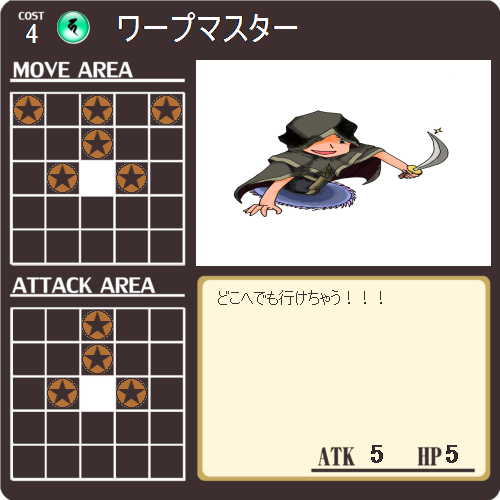 COST
4
ワープマスター
MOVE AREA
ATTACK AREA
どこへでも行けちゃう！！！
ATK 5 HP 5